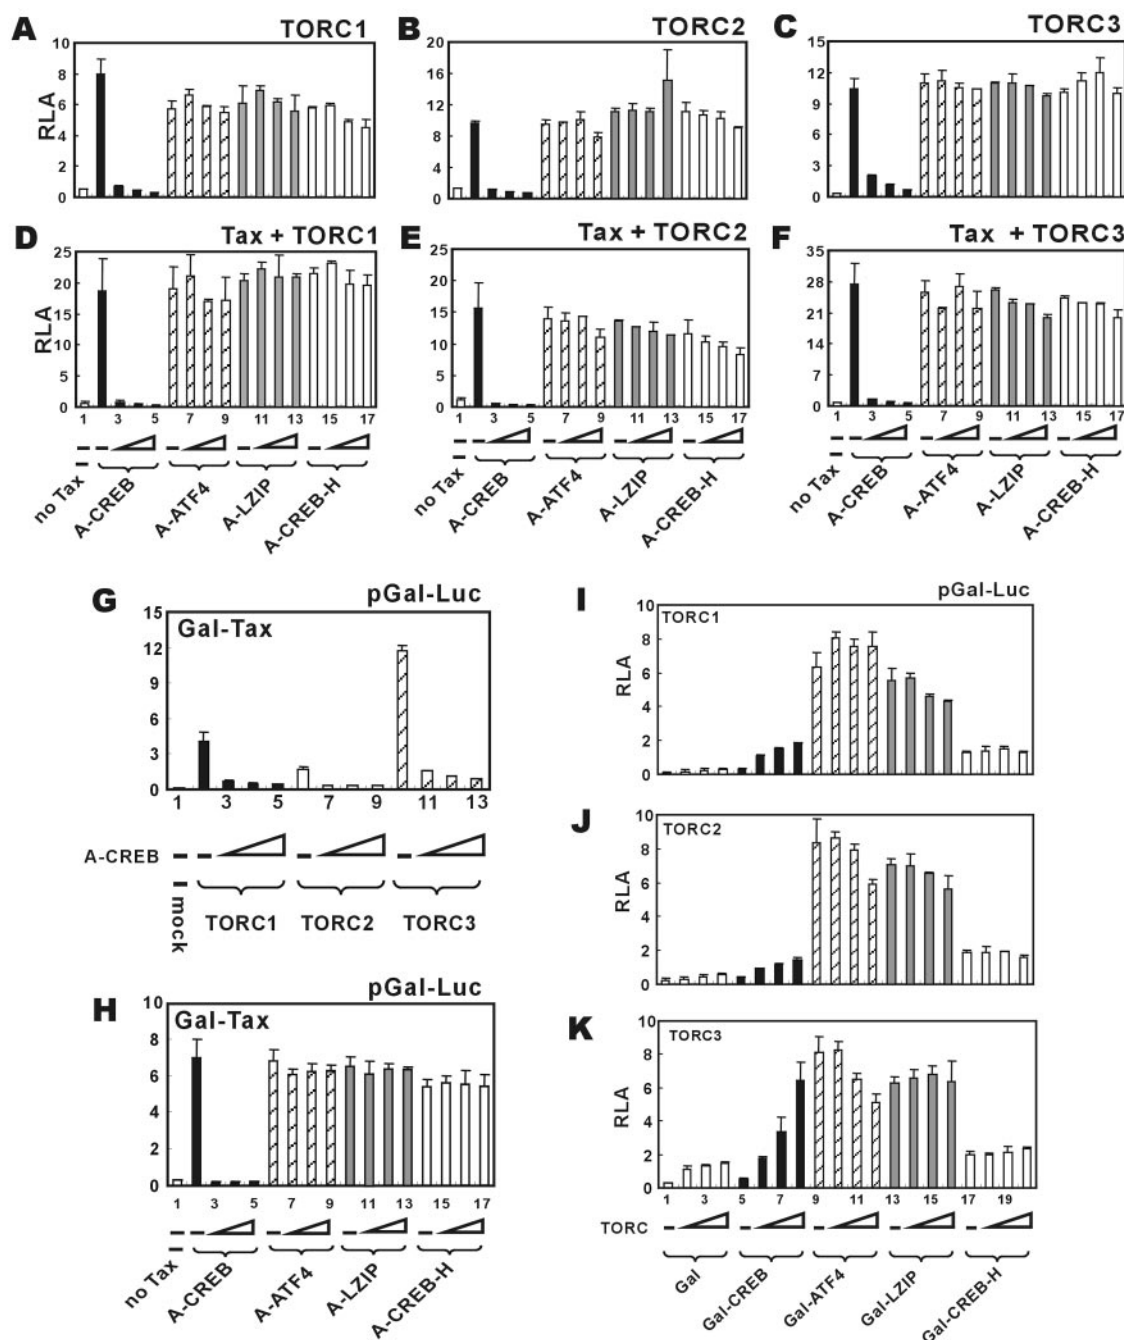 A TORC1
B TORC2
C TORC3
10
8
6
4
2
0
RLA
20
16
12
8
4
0
15
12
9
6
3
0
D Tax + TORC1
E Tax + TORC2
F Tax + TORC3
25
20
15
10
5
0
RLA
25
20
15
10
5
0
35
28
21
14
7
0
1 3 5 7 9 11 13 15 17
1 3 5 7 9 11 13 15 17
1 3 5 7 9 11 13 15 17
no Tax A-CREB A-ATF4 A-LZIP A-CREB-H
no Tax A-CREB A-ATF4 A-LZIP A-CREB-H
no Tax A-CREB A-ATF4 A-LZIP A-CREB-H
G pGal-Luc
Gal-Tax
15
12
9
6
3
0
1 3 5 7 9 11 13
A-CREB
mock TORC1 TORC2 TORC3
H pGal-Luc
Gal-Tax
10
8
6
4
2
0
1 3 5 7 9 11 13 15 17
no Tax A-CREB A-ATF4 A-LZIP A-CREB-H
I pGal-Luc
TORC1
10
8
6
4
2
0
RLA
J
TORC2
10
8
6
4
2
0
RLA
K
TORC3
10
8
6
4
2
0
RLA
1 3 5 7 9 11 13 15 17 19
TORC
Gal Gal-CREB Gal-ATF4 Gal-LZIP Gal-CREB-H